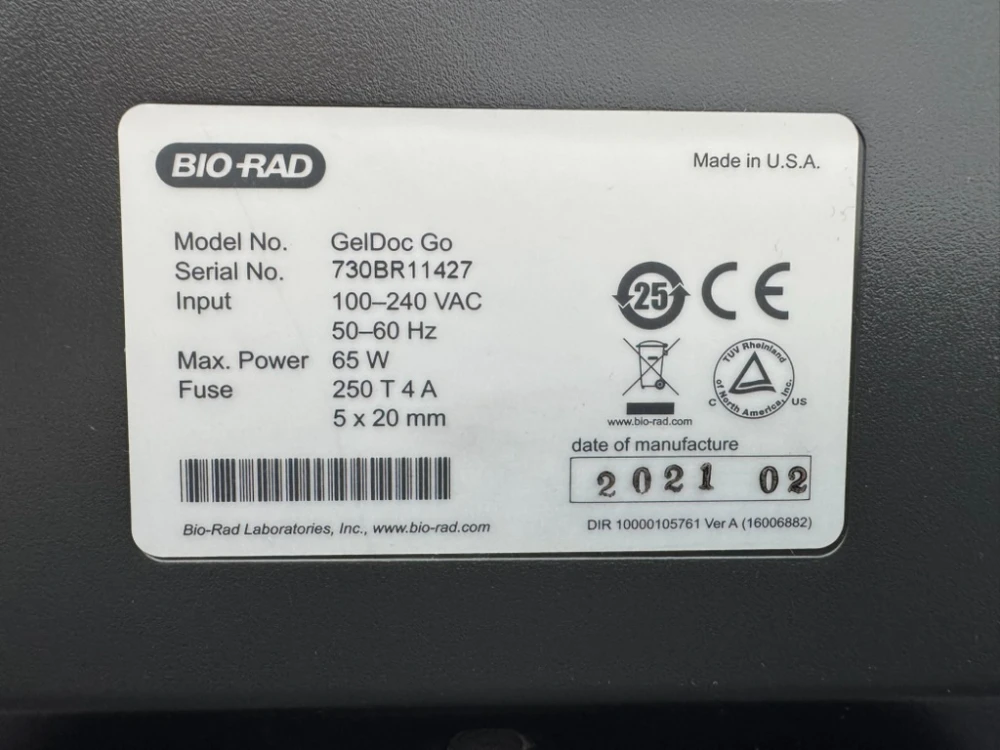 BIO-RAD
Made in U.S.A.
Model No. GelDoc Go
Serial No. 730BR11427
Input 100–240 VAC
50–60 Hz
Max. Power 65 W
Fuse 250 T 4 A
5 x 20 mm
25
CE
TÜV Rheinland
of North America, Inc.
C US
www.bio-rad.com
date of manufacture
2021 02
Bio-Rad Laboratories, Inc., www.bio-rad.com
DIR 10000105761 Ver A (16006882)